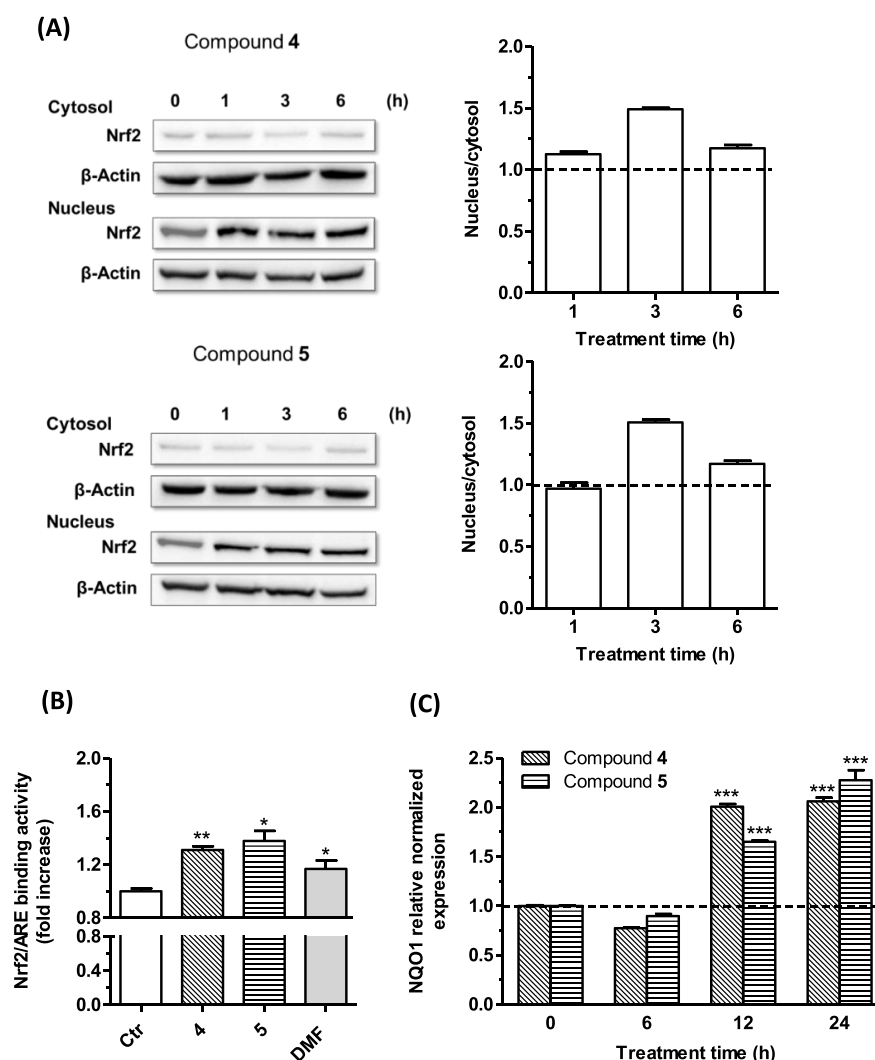 (A)
Compound 4
0 1 3 6 (h)
Cytosol
Nrf2
β-Actin
Nucleus
Nrf2
β-Actin
2.0
1.5
1.0
0.5
0.0
Nucleus/cytosol
1 3 6
Treatment time (h)
Compound 5
0 1 3 6 (h)
Cytosol
Nrf2
β-Actin
Nucleus
Nrf2
β-Actin
2.0
1.5
1.0
0.5
0.0
Nucleus/cytosol
1 3 6
Treatment time (h)
(B)
Nrf2/ARE binding activity
(fold increase)
2.0
1.6
1.2
0.8
0.8
0.4
0.0
** * *
Ctr 4 5 DMF
(C)
NQO1 relative normalized
expression
2.5
2.0
1.5
1.0
0.5
0.0
Compound 4
Compound 5
*** *** *** ***
0 6 12 24
Treatment time (h)